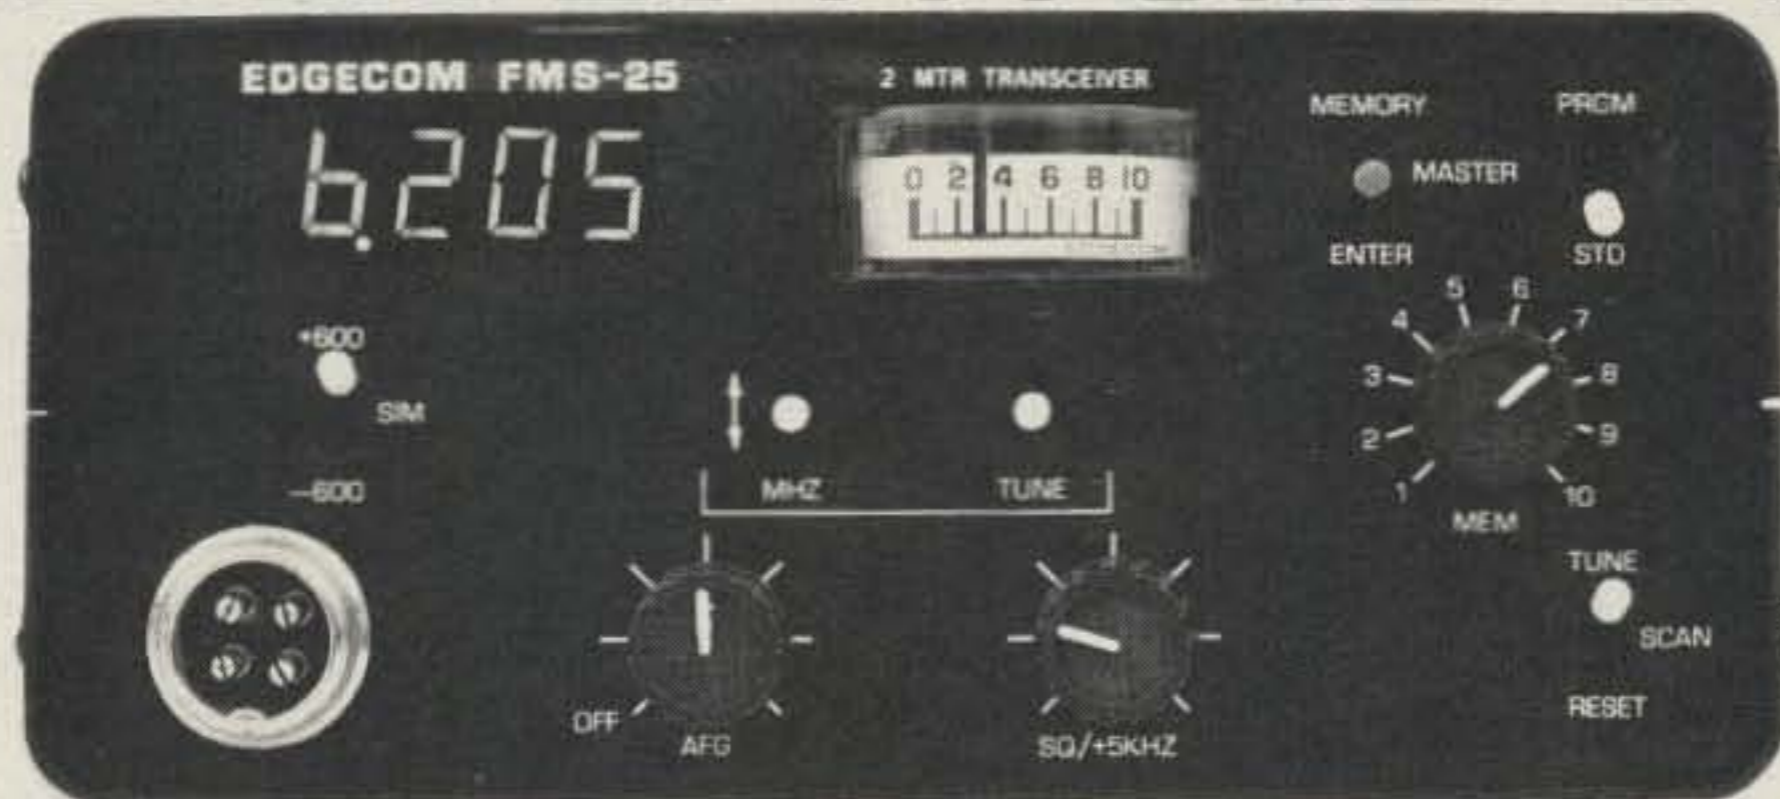 EDGECOM FMS-25
2 MTR TRANSCEIVER
6.205
0 2 4 6 8 10
MEMORY
PRGM
MASTER
ENTER
STD
+600
SIM
-600
MHZ
TUNE
1 2 3 4 5 6 7 8 9 10
MEM
TUNE
SCAN
RESET
OFF
AFG
SQ/+5KHZ